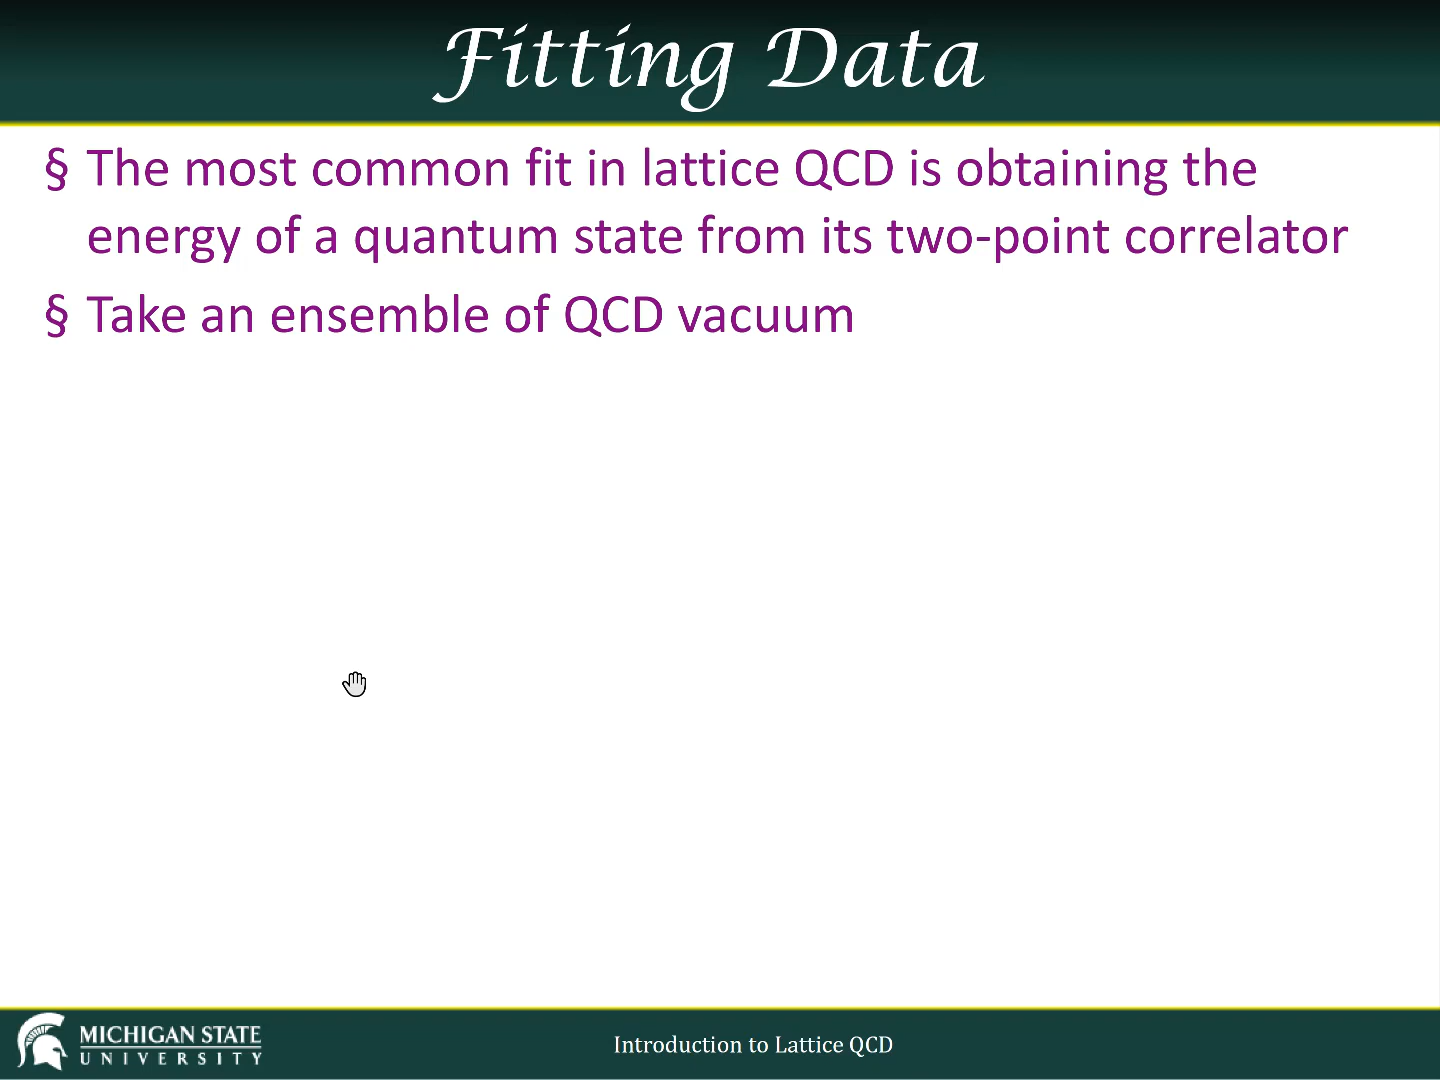 Fitting Data
§ The most common fit in lattice QCD is obtaining the
energy of a quantum state from its two-point correlator
§ Take an ensemble of QCD vacuum
MICHIGAN STATE
UNIVERSITY
Introduction to Lattice QCD